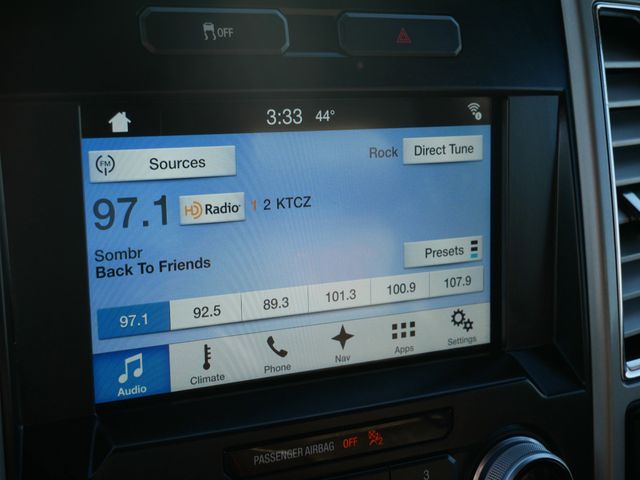 OFF
3:33 44°
FM Sources Rock Direct Tune
97.1 HD Radio 1 2 KTCZ
Sombr
Back To Friends
Presets
97.1 92.5 89.3 101.3 100.9 107.9
Audio Climate Phone Nav Apps Settings
PASSENGER AIRBAG OFF
3